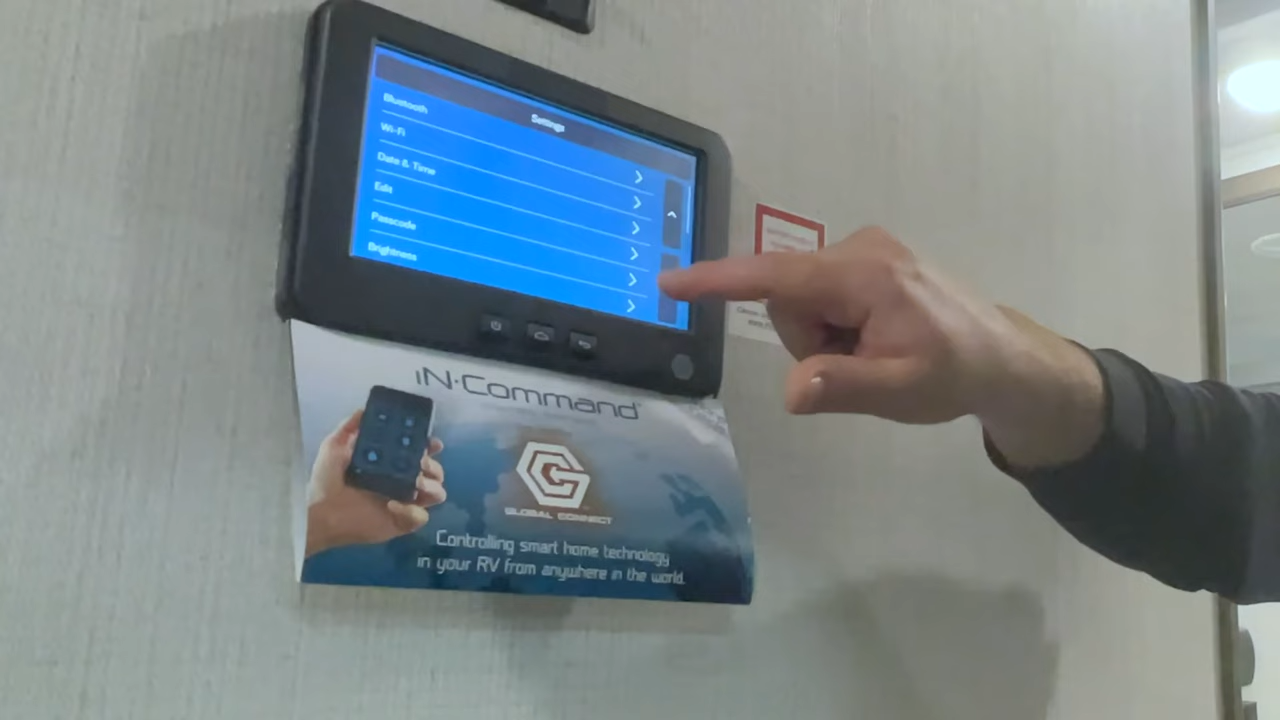 Settings
Bluetooth
Wi-Fi
Date & Time
Edit
Passcode
Brightness
iN·Command
GLOBAL CONNECT
Controlling smart home technology
in your RV from anywhere in the world.